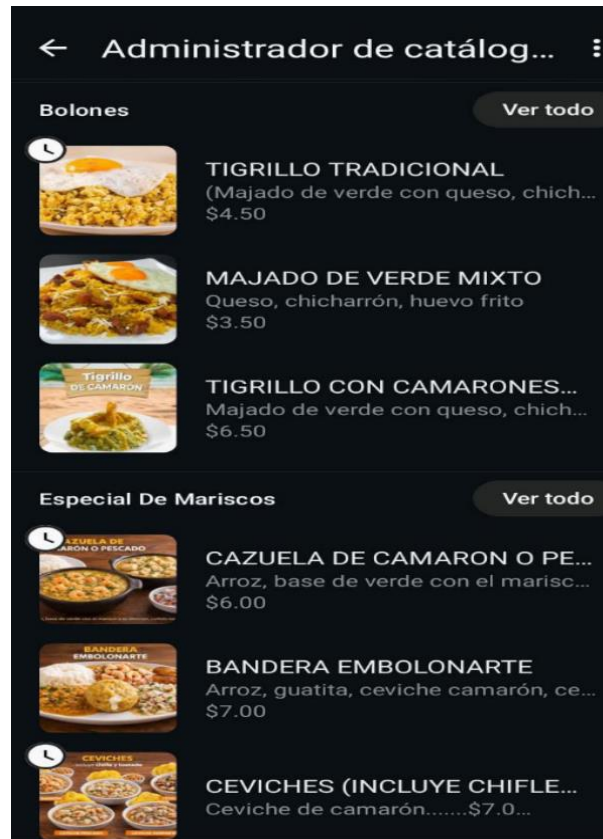 Administrador de catálog...
Bolones
Ver todo
TIGRILLO TRADICIONAL
(Majado de verde con queso, chich...
$4.50
MAJADO DE VERDE MIXTO
Queso, chicharrón, huevo frito
$3.50
Tigrillo
DE CAMARÓN
TIGRILLO CON CAMARONES...
Majado de verde con queso, chich...
$6.50
Especial De Mariscos
Ver todo
CAZUELA DE
ARÓN O PESCADO
CAZUELA DE CAMARON O PE...
Arroz, base de verde con el marisc...
$6.00
BANDERA
EMBOLONARTE
BANDERA EMBOLONARTE
Arroz, guatita, ceviche camarón, ce...
$7.00
CEVICHES
CEVICHES (INCLUYE CHIFLE...
Ceviche de camarón.......$7.0...